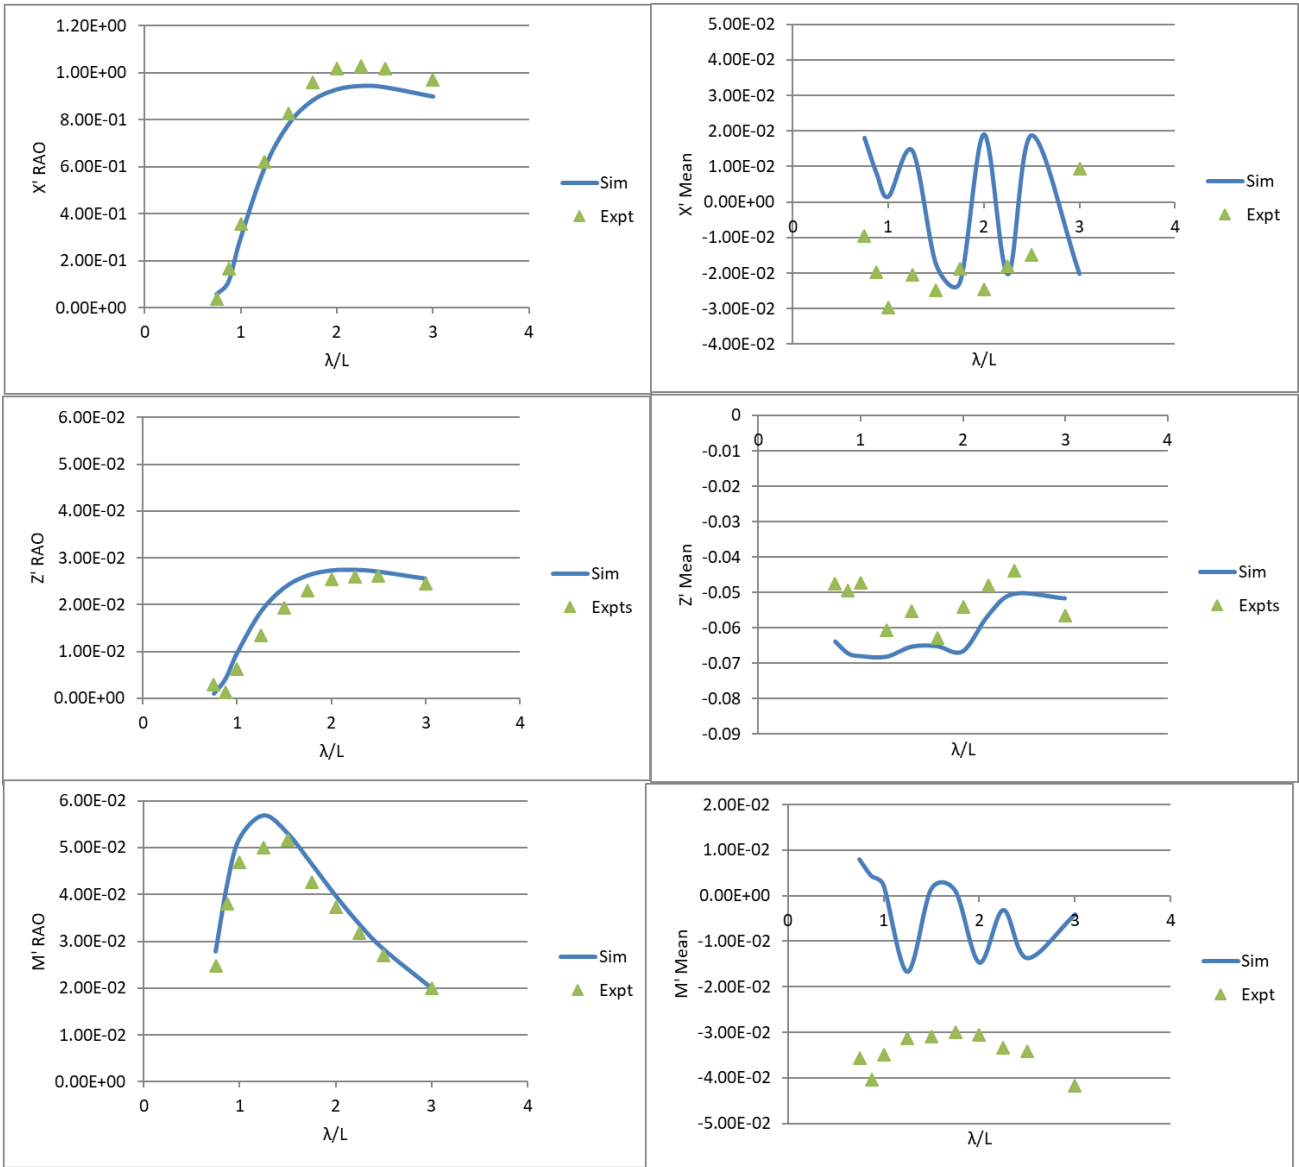 1.20E+00
1.00E+00
8.00E-01
6.00E-01
4.00E-01
2.00E-01
0.00E+00
0 1 2 3 4
X' RAO
λ/L
Sim
Expt
5.00E-02
4.00E-02
3.00E-02
2.00E-02
1.00E-02
0.00E+00
-1.00E-02
-2.00E-02
-3.00E-02
-4.00E-02
0 1 2 3 4
X' Mean
λ/L
Sim
Expt
6.00E-02
5.00E-02
4.00E-02
3.00E-02
2.00E-02
1.00E-02
0.00E+00
0 1 2 3 4
Z' RAO
λ/L
Sim
Expts
0
-0.01
-0.02
-0.03
-0.04
-0.05
-0.06
-0.07
-0.08
-0.09
0 1 2 3 4
Z' Mean
λ/L
Sim
Expts
6.00E-02
5.00E-02
4.00E-02
3.00E-02
2.00E-02
1.00E-02
0.00E+00
0 1 2 3 4
M' RAO
λ/L
Sim
Expt
2.00E-02
1.00E-02
0.00E+00
-1.00E-02
-2.00E-02
-3.00E-02
-4.00E-02
-5.00E-02
0 1 2 3 4
M' Mean
λ/L
Sim
Expt